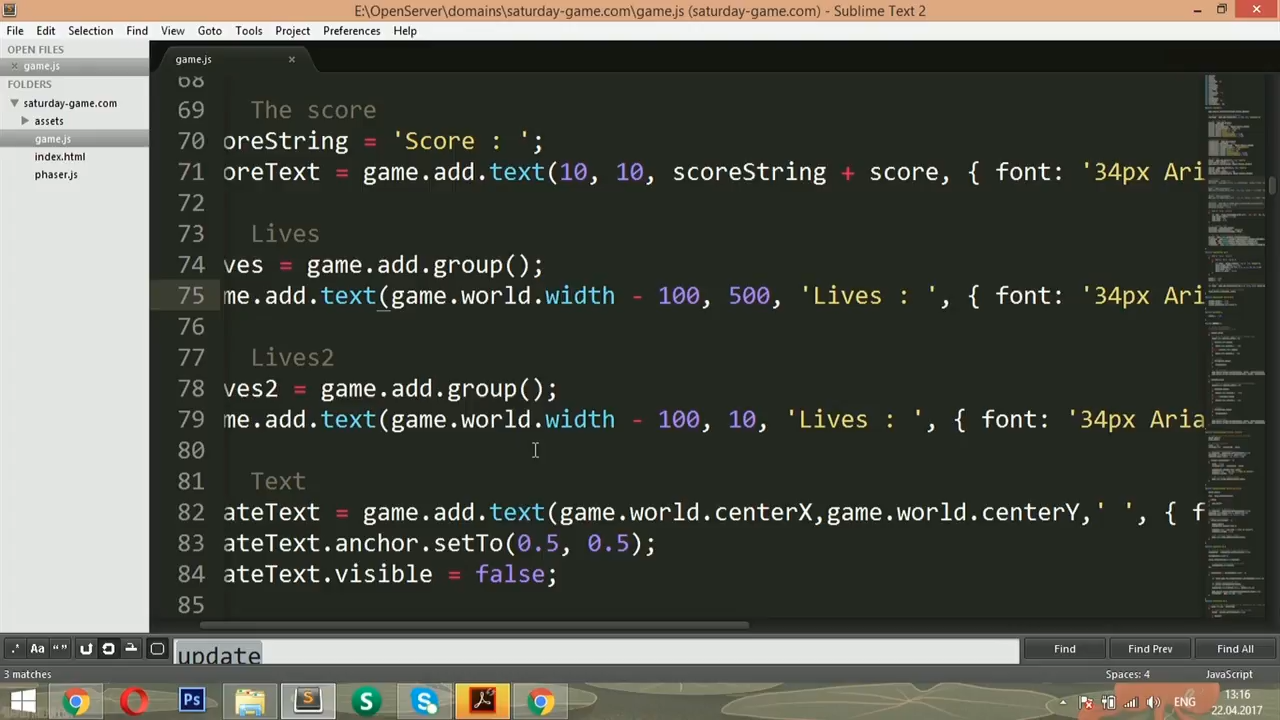 E:\OpenServer\domains\saturday-game.com\game.js (saturday-game.com) - Sublime Text 2
File Edit Selection Find View Goto Tools Project Preferences Help
OPEN FILES
game.js
FOLDERS
saturday-game.com
assets
game.js
index.html
phaser.js
game.js
68
69 The score
70 oreString = 'Score : ';
71 oreText = game.add.text(10, 10, scoreString + score, { font: '34px Ari
72
73 Lives
74 ves = game.add.group();
75 me.add.text(game.world.width - 100, 500, 'Lives : ', { font: '34px Ari
76
77 Lives2
78 ves2 = game.add.group();
79 me.add.text(game.world.width - 100, 10, 'Lives : ', { font: '34px Aria
80
81 Text
82 ateText = game.add.text(game.world.centerX,game.world.centerY,' ', { f
83 ateText.anchor.setTo(0.5, 0.5);
84 ateText.visible = false;
85
.* Aa “ ” update Find Find Prev Find All
3 matches Spaces: 4 JavaScript
Ps S S ENG 13:16
22.04.2017